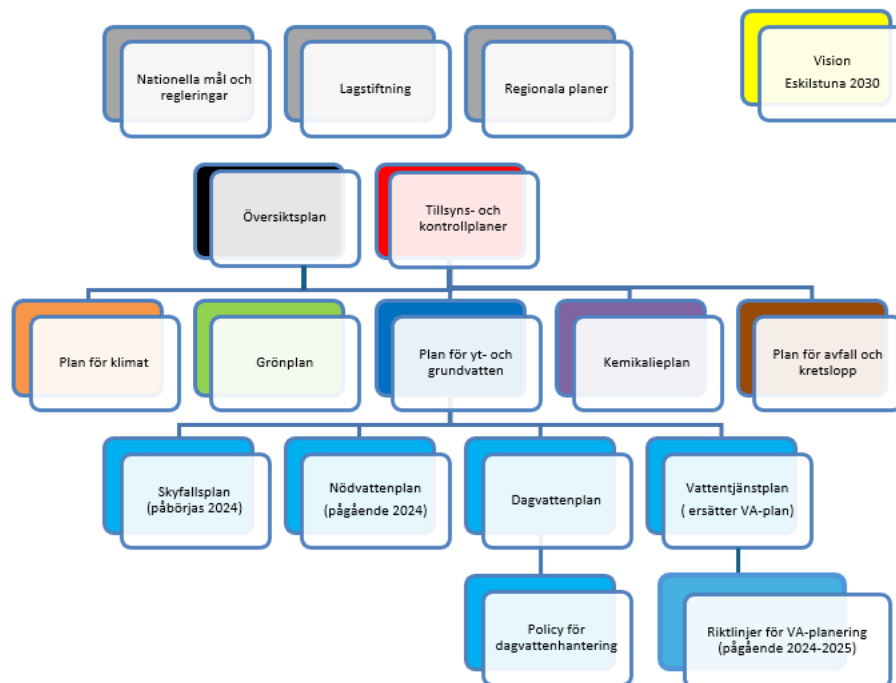 Nationella mål och
regleringar
Lagstiftning
Regionala planer
Vision
Eskilstuna 2030
Översiktsplan
Tillsyns- och
kontrollplaner
Plan för klimat
Grönplan
Plan för yt- och
grundvatten
Kemikalieplan
Plan för avfall och
kretslopp
Skyfallsplan
(påbörjas 2024)
Nödvattenplan
(pågående 2024)
Dagvattenplan
Vattentjänstplan
( ersätter VA-plan)
Policy för
dagvattenhantering
Riktlinjer för VA-planering
(pågående 2024-2025)